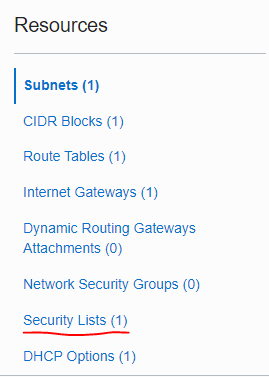 Resources
Subnets (1)
CIDR Blocks (1)
Route Tables (1)
Internet Gateways (1)
Dynamic Routing Gateways
Attachments (0)
Network Security Groups (0)
Security Lists (1)
DHCP Options (1)